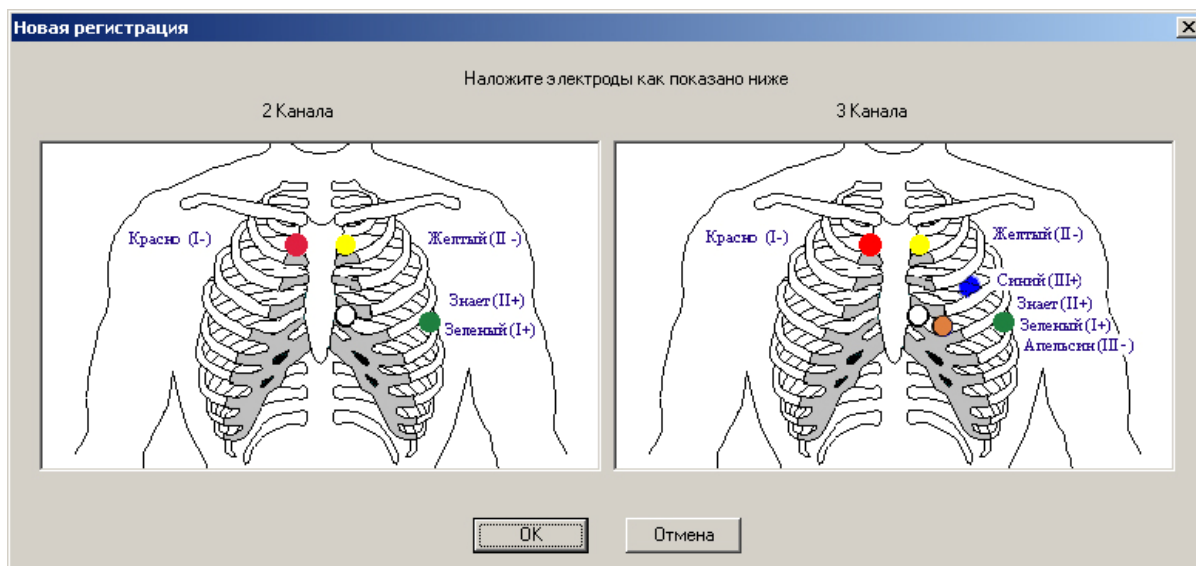 Новая регистрация
Наложите электроды как показано ниже
2 Канала
3 Канала
Красно (I-)
Желтый (II -)
Знает (II+)
Зеленый (I+)
Красно (I-)
Желтый (II-)
Синий (III+)
Знает (II+)
Зеленый (I+)
Апельсин (III-)
OK
Отмена